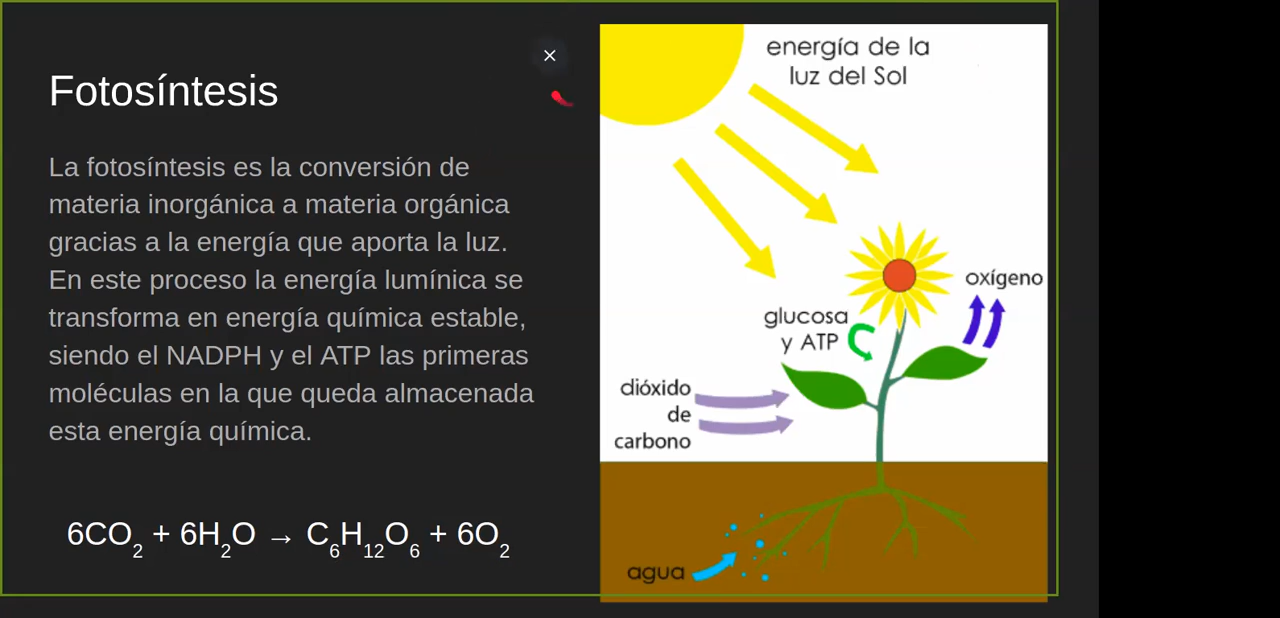 Fotosíntesis
La fotosíntesis es la conversión de
materia inorgánica a materia orgánica
gracias a la energía que aporta la luz.
En este proceso la energía lumínica se
transforma en energía química estable,
siendo el NADPH y el ATP las primeras
moléculas en la que queda almacenada
esta energía química.
6CO₂ + 6H₂O → C₆H₁₂O₆ + 6O₂
energía de la
luz del Sol
oxígeno
glucosa
y ATP
dióxido
de
carbono
agua